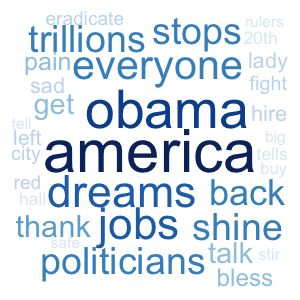 eradicate rulers
trillions stops 20th
pain everyone lady
sad fight
get obama hire
tell
left big
city america tells
buy
red dreams back
hall
thank jobs shine
safe
politicians talk stir
bless